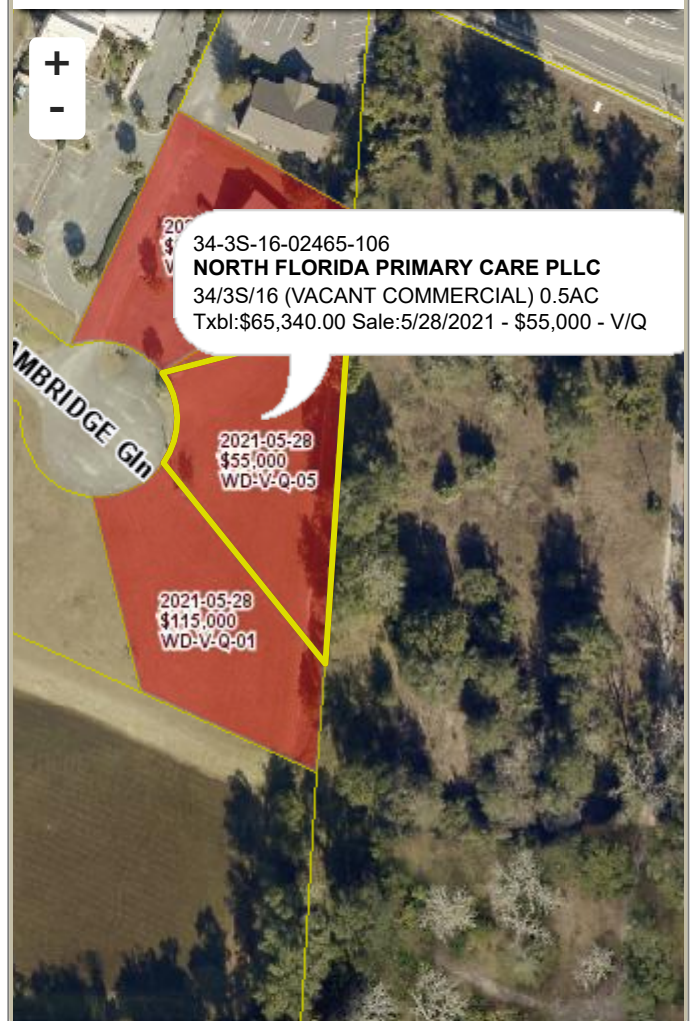 +
-
34-3S-16-02465-106
NORTH FLORIDA PRIMARY CARE PLLC
34/3S/16 (VACANT COMMERCIAL) 0.5AC
Txbl:$65,340.00 Sale:5/28/2021 - $55,000 - V/Q
AMBRIDGE Gln
2021-05-28
$55,000
WD-V-Q-05
2021-05-28
$115,000
WD-V-Q-01